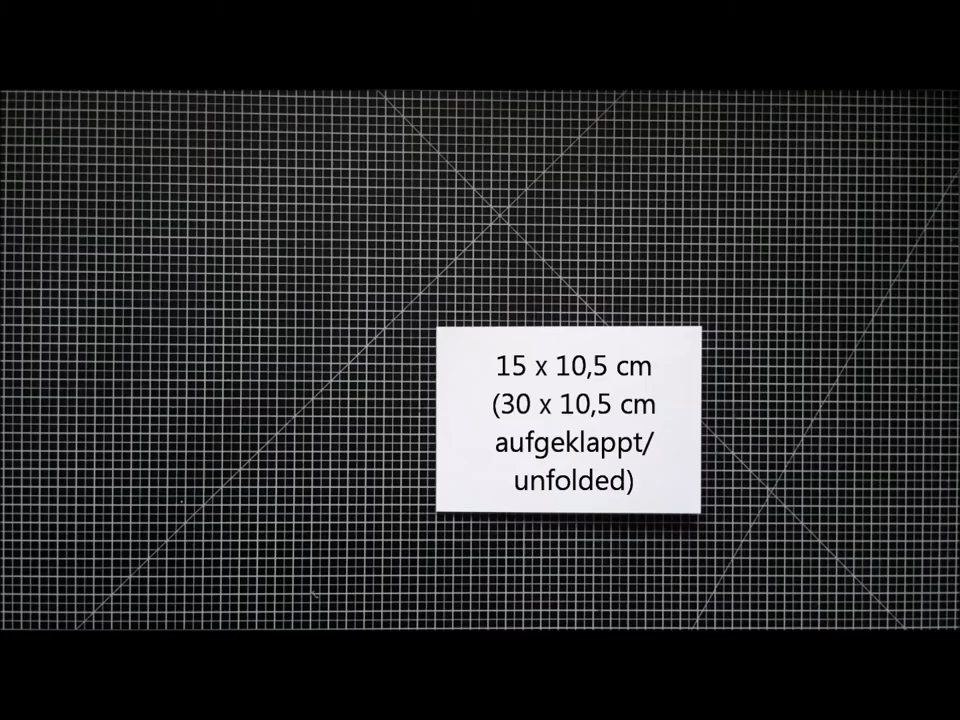 15 x 10,5 cm
(30 x 10,5 cm
aufgeklappt/
unfolded)